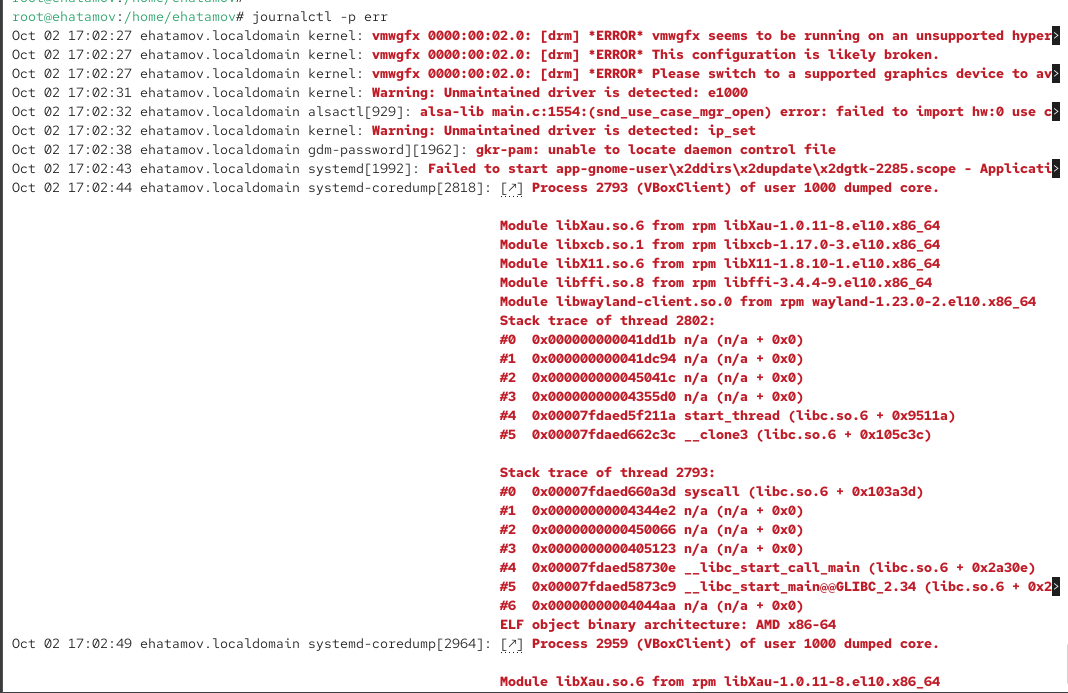 root@ehatamov:/home/ehatamov#
root@ehatamov:/home/ehatamov# journalctl -p err
Oct 02 17:02:27 ehatamov.localdomain kernel: vmwgfx 0000:00:02.0: [drm] *ERROR* vmwgfx seems to be running on an unsupported hyper>
Oct 02 17:02:27 ehatamov.localdomain kernel: vmwgfx 0000:00:02.0: [drm] *ERROR* This configuration is likely broken.
Oct 02 17:02:27 ehatamov.localdomain kernel: vmwgfx 0000:00:02.0: [drm] *ERROR* Please switch to a supported graphics device to av>
Oct 02 17:02:31 ehatamov.localdomain kernel: Warning: Unmaintained driver is detected: e1000
Oct 02 17:02:32 ehatamov.localdomain alsactl[929]: alsa-lib main.c:1554:(snd_use_case_mgr_open) error: failed to import hw:0 use c>
Oct 02 17:02:32 ehatamov.localdomain kernel: Warning: Unmaintained driver is detected: ip_set
Oct 02 17:02:38 ehatamov.localdomain gdm-password][1962]: gkr-pam: unable to locate daemon control file
Oct 02 17:02:43 ehatamov.localdomain systemd[1992]: Failed to start app-gnome-user\x2ddirs\x2dupdate\x2dgtk-2285.scope - Applicati>
Oct 02 17:02:44 ehatamov.localdomain systemd-coredump[2818]: [↗] Process 2793 (VBoxClient) of user 1000 dumped core.
Module libXau.so.6 from rpm libXau-1.0.11-8.el10.x86_64
Module libxcb.so.1 from rpm libxcb-1.17.0-3.el10.x86_64
Module libX11.so.6 from rpm libX11-1.8.10-1.el10.x86_64
Module libffi.so.8 from rpm libffi-3.4.4-9.el10.x86_64
Module libwayland-client.so.0 from rpm wayland-1.23.0-2.el10.x86_64
Stack trace of thread 2802:
#0  0x000000000041dd1b n/a (n/a + 0x0)
#1  0x000000000041dc94 n/a (n/a + 0x0)
#2  0x000000000045041c n/a (n/a + 0x0)
#3  0x00000000004355d0 n/a (n/a + 0x0)
#4  0x00007fdaed5f211a start_thread (libc.so.6 + 0x9511a)
#5  0x00007fdaed662c3c __clone3 (libc.so.6 + 0x105c3c)
Stack trace of thread 2793:
#0  0x00007fdaed660a3d syscall (libc.so.6 + 0x103a3d)
#1  0x00000000004344e2 n/a (n/a + 0x0)
#2  0x0000000000450066 n/a (n/a + 0x0)
#3  0x0000000000405123 n/a (n/a + 0x0)
#4  0x00007fdaed58730e __libc_start_call_main (libc.so.6 + 0x2a30e)
#5  0x00007fdaed5873c9 __libc_start_main@@GLIBC_2.34 (libc.so.6 + 0x2>
#6  0x00000000004044aa n/a (n/a + 0x0)
ELF object binary architecture: AMD x86-64
Oct 02 17:02:49 ehatamov.localdomain systemd-coredump[2964]: [↗] Process 2959 (VBoxClient) of user 1000 dumped core.
Module libXau.so.6 from rpm libXau-1.0.11-8.el10.x86_64